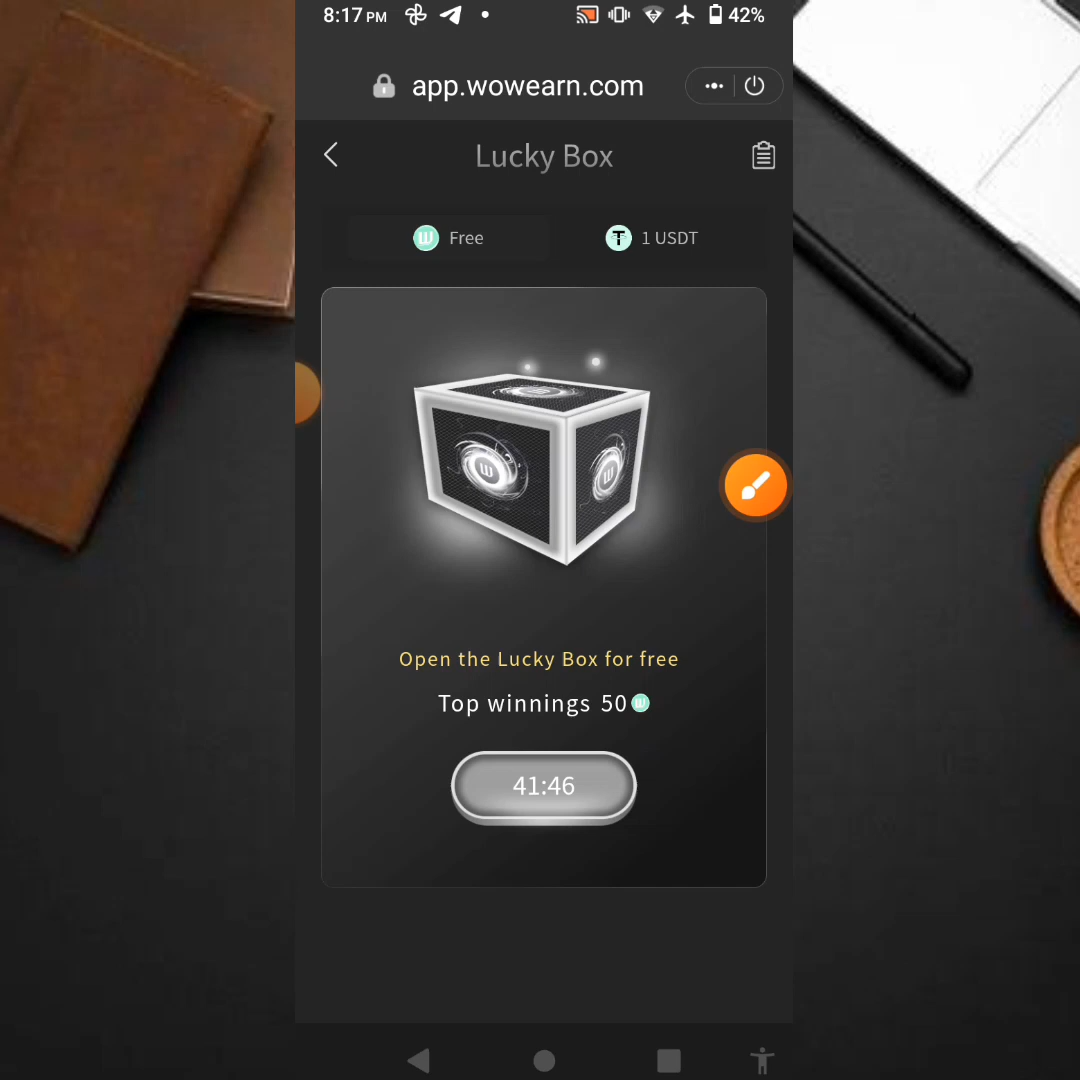 8:17 PM 42%
app.wowearn.com
Lucky Box
Free 1 USDT
W
W
Open the Lucky Box for free
Top winnings 50
41:46